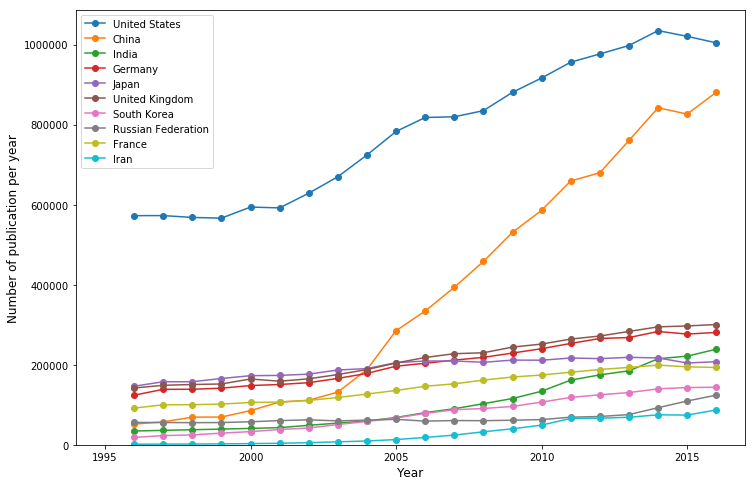 United States
China
India
Germany
Japan
United Kingdom
South Korea
Russian Federation
France
Iran
Number of publication per year
1000000
800000
600000
400000
200000
0
1995
2000
2005
2010
2015
Year